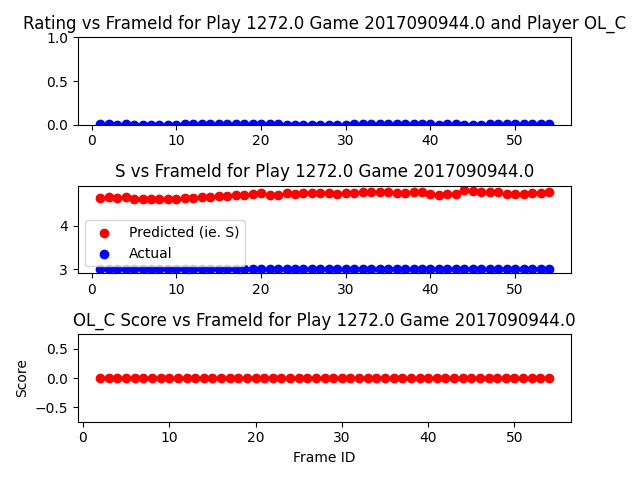 Rating vs FrameId for Play 1272.0 Game 2017090944.0 and Player OL_C
1.0
0.5
0.0
0 10 20 30 40 50
S vs FrameId for Play 1272.0 Game 2017090944.0
4
3
Predicted (ie. S)
Actual
0 10 20 30 40 50
OL_C Score vs FrameId for Play 1272.0 Game 2017090944.0
Score
0.5
0.0
−0.5
0 10 20 30 40 50
Frame ID